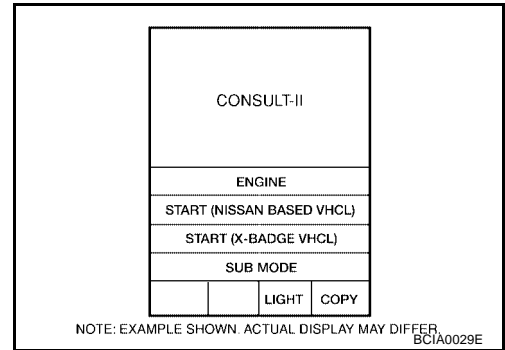 CONSULT-II
ENGINE
START (NISSAN BASED VHCL)
START (X-BADGE VHCL)
SUB MODE
LIGHT COPY
NOTE: EXAMPLE SHOWN. ACTUAL DISPLAY MAY DIFFER.
BCIA0029E